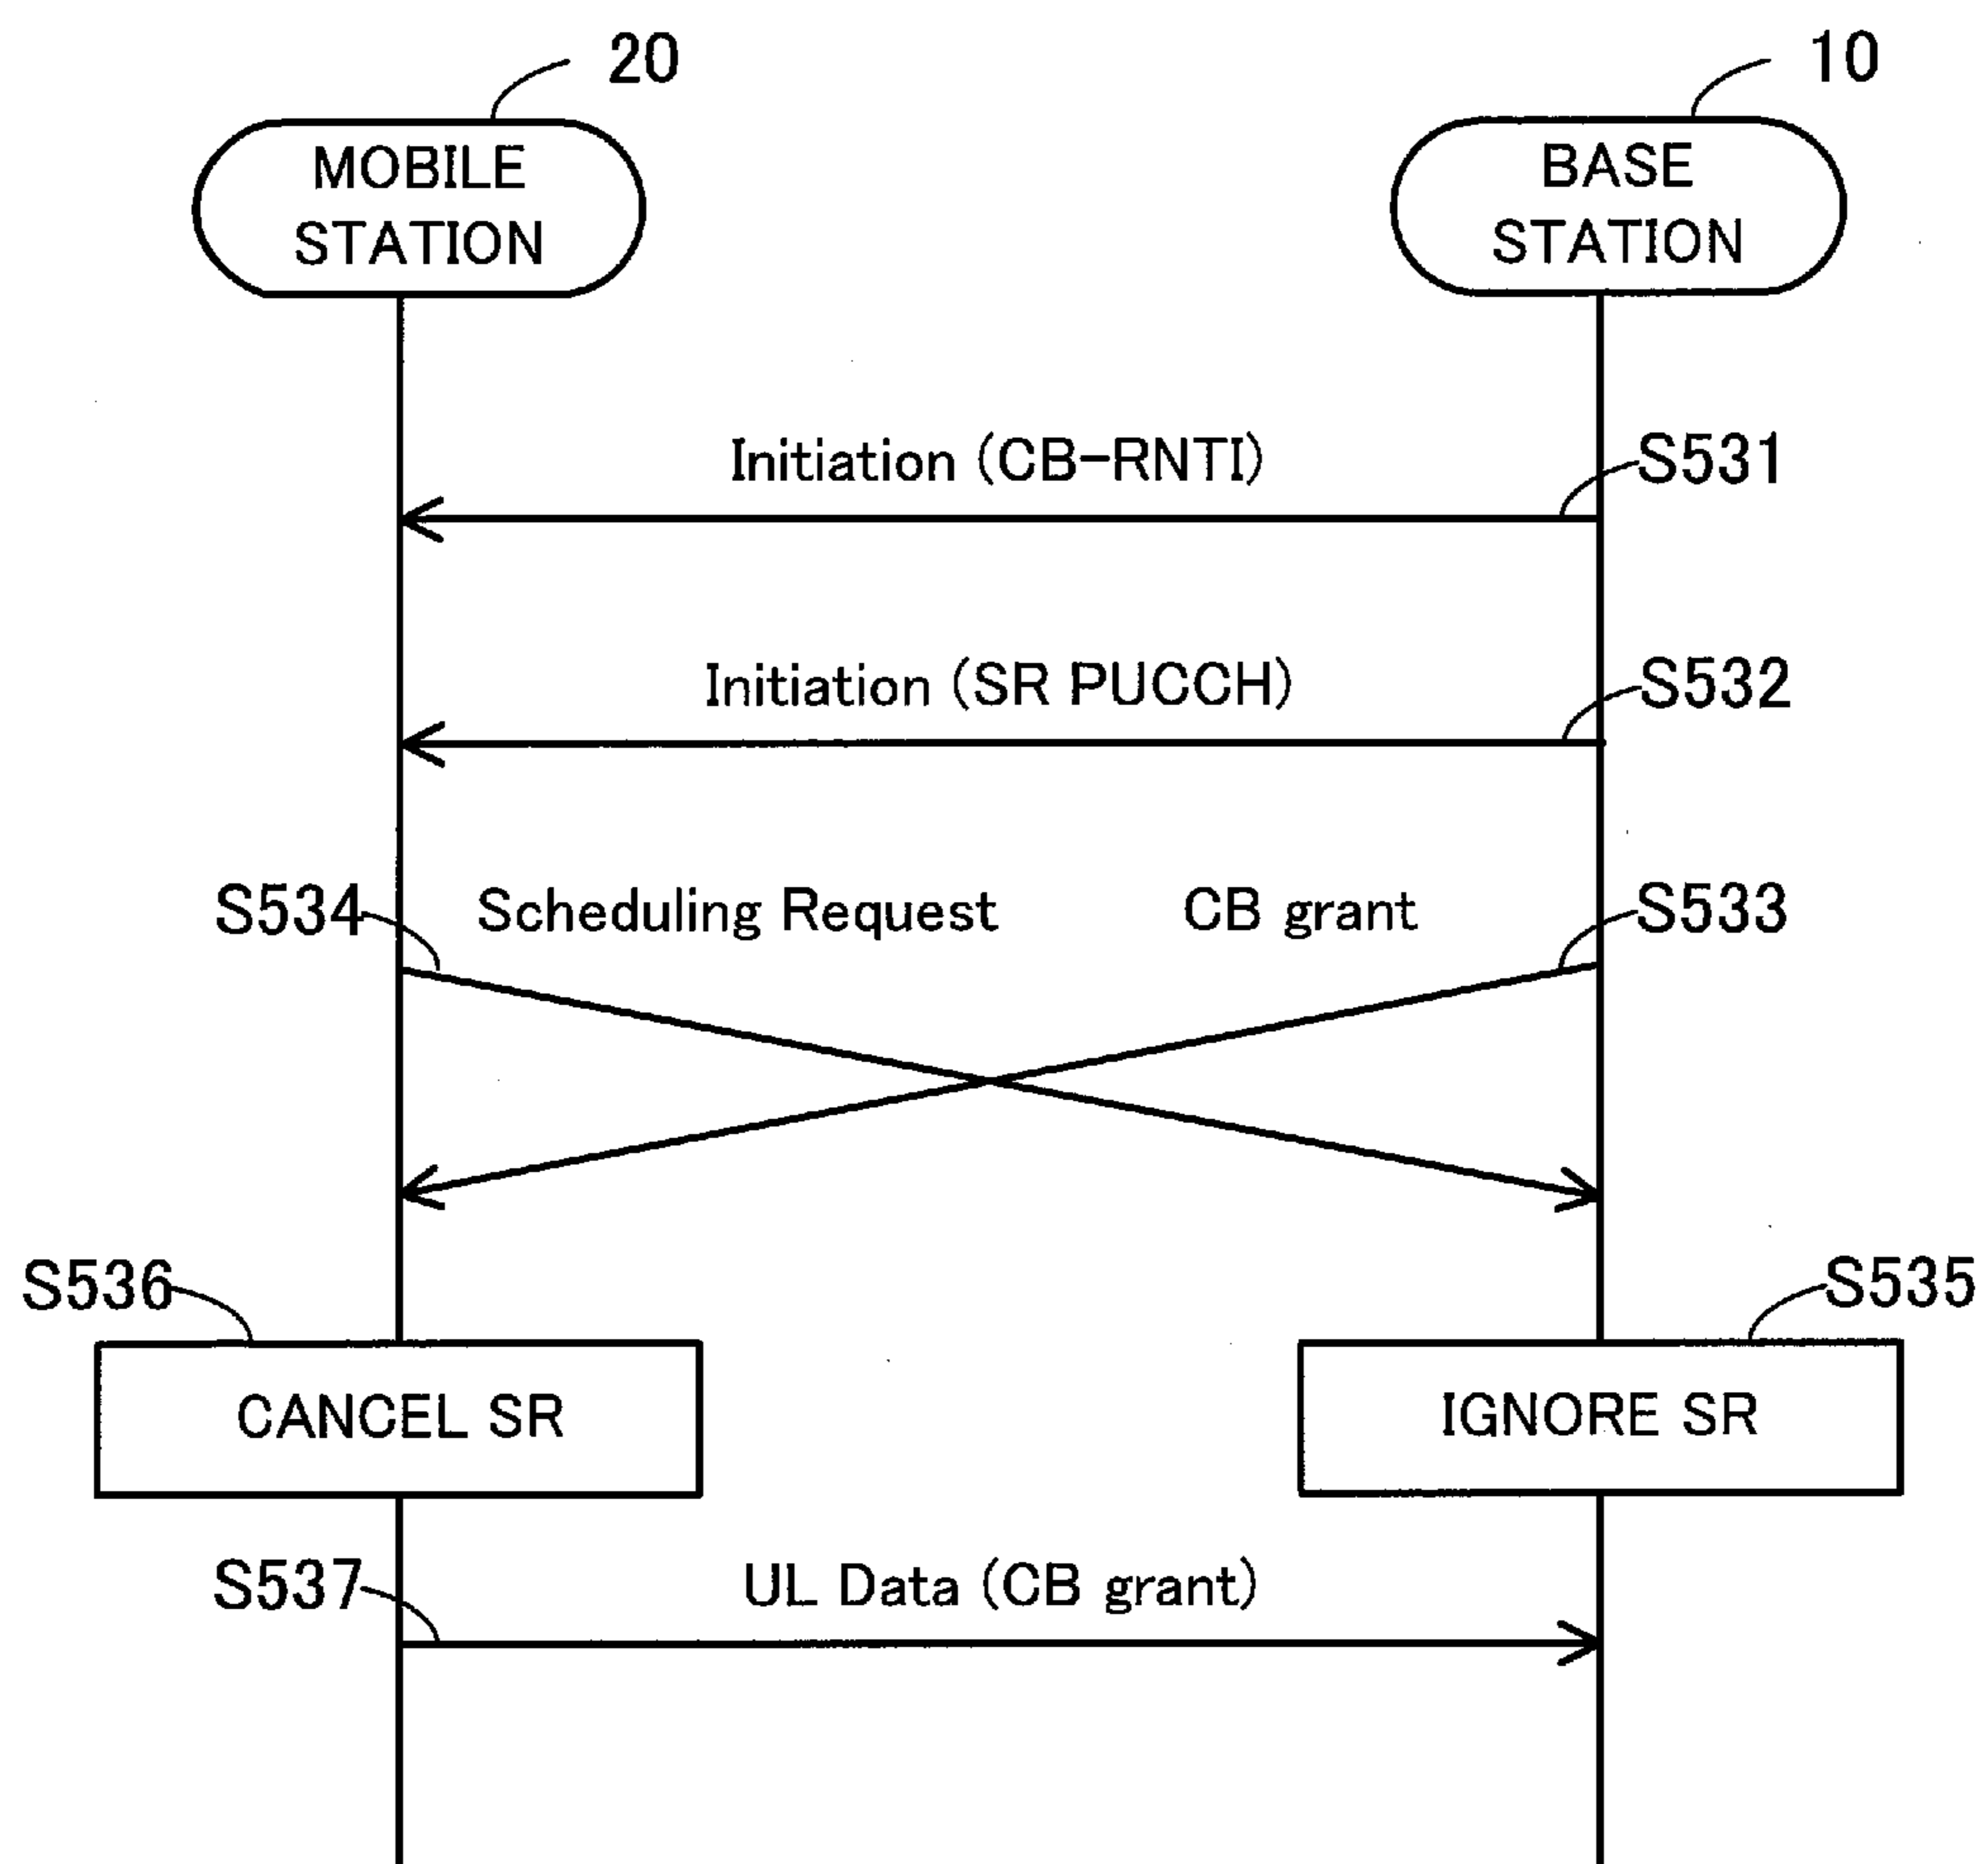 20
10
MOBILE
STATION
BASE
STATION
Initiation (CB-RNTI)
S531
Initiation (SR PUCCH)
S532
S534
Scheduling Request
CB grant
S533
S536
S535
CANCEL SR
IGNORE SR
S537
UL Data (CB grant)